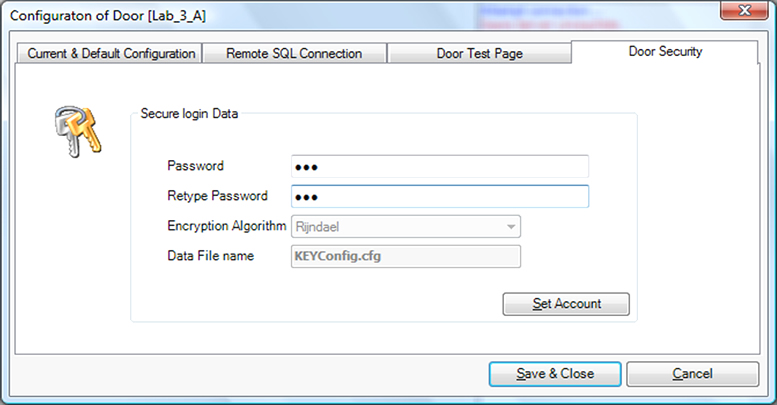 Configuraton of Door [Lab_3_A]
Current & Default Configuration
Remote SQL Connection
Door Test Page
Door Security
Secure login Data
Password
Retype Password
Encryption Algorithm
Rijndael
Data File name
KEYConfig.cfg
Set Account
Save & Close
Cancel